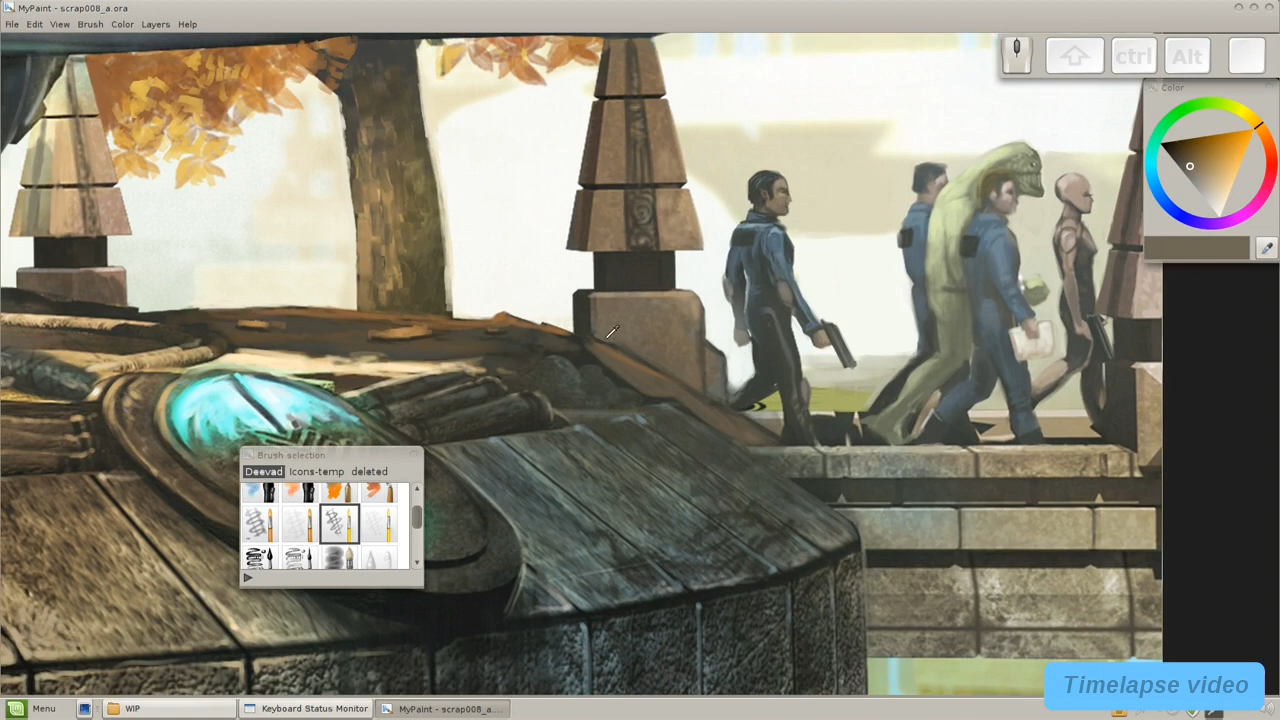 MyPaint - scrap008_a.ora
File Edit View Brush Color Layers Help
ctrl Alt
Color
Brush selection
Deevad Icons-temp deleted
Timelapse video
Menu WIP Keyboard Status Monitor MyPaint - scrap008_a....